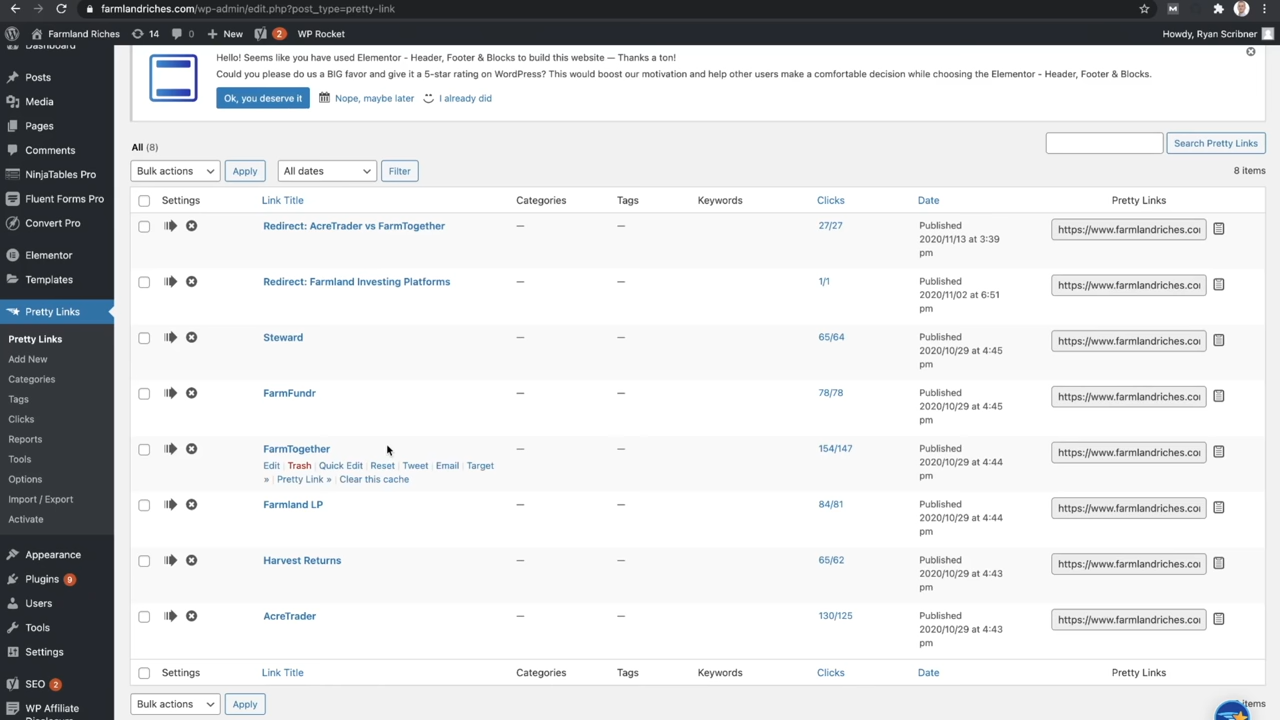 farmlandriches.com/wp-admin/edit.php?post_type=pretty-link
Farmland Riches 14 0 New 2 WP Rocket Howdy, Ryan Scribner
Dashboard
Posts
Media
Pages
Comments
NinjaTables Pro
Fluent Forms Pro
Convert Pro
Elementor
Templates
Pretty Links
Pretty Links
Add New
Categories
Tags
Clicks
Reports
Tools
Options
Import / Export
Activate
Appearance
Plugins 9
Users
Tools
Settings
SEO 2
WP Affiliate
Hello! Seems like you have used Elementor - Header, Footer & Blocks to build this website — Thanks a ton!
Could you please do us a BIG favor and give it a 5-star rating on WordPress? This would boost our motivation and help other users make a comfortable decision while choosing the Elementor - Header, Footer & Blocks.
Ok, you deserve it Nope, maybe later I already did
All (8)
Search Pretty Links
Bulk actions Apply All dates Filter 8 items
Settings Link Title Categories Tags Keywords Clicks Date Pretty Links
Redirect: AcreTrader vs FarmTogether — — 27/27 Published
2020/11/13 at 3:39
pm
https://www.farmlandriches.co
Redirect: Farmland Investing Platforms — — 1/1 Published
2020/11/02 at 6:51
pm
https://www.farmlandriches.co
Steward — — 65/64 Published
2020/10/29 at 4:45
pm
https://www.farmlandriches.co
FarmFundr — — 78/78 Published
2020/10/29 at 4:45
pm
https://www.farmlandriches.co
FarmTogether — — 154/147 Published
2020/10/29 at 4:44
pm
https://www.farmlandriches.co
Edit | Trash | Quick Edit | Reset | Tweet | Email | Target
» | Pretty Link » | Clear this cache
Farmland LP — — 84/81 Published
2020/10/29 at 4:44
pm
https://www.farmlandriches.co
Harvest Returns — — 65/62 Published
2020/10/29 at 4:43
pm
https://www.farmlandriches.co
AcreTrader — — 130/125 Published
2020/10/29 at 4:43
pm
https://www.farmlandriches.co
Settings Link Title Categories Tags Keywords Clicks Date Pretty Links
Bulk actions Apply items